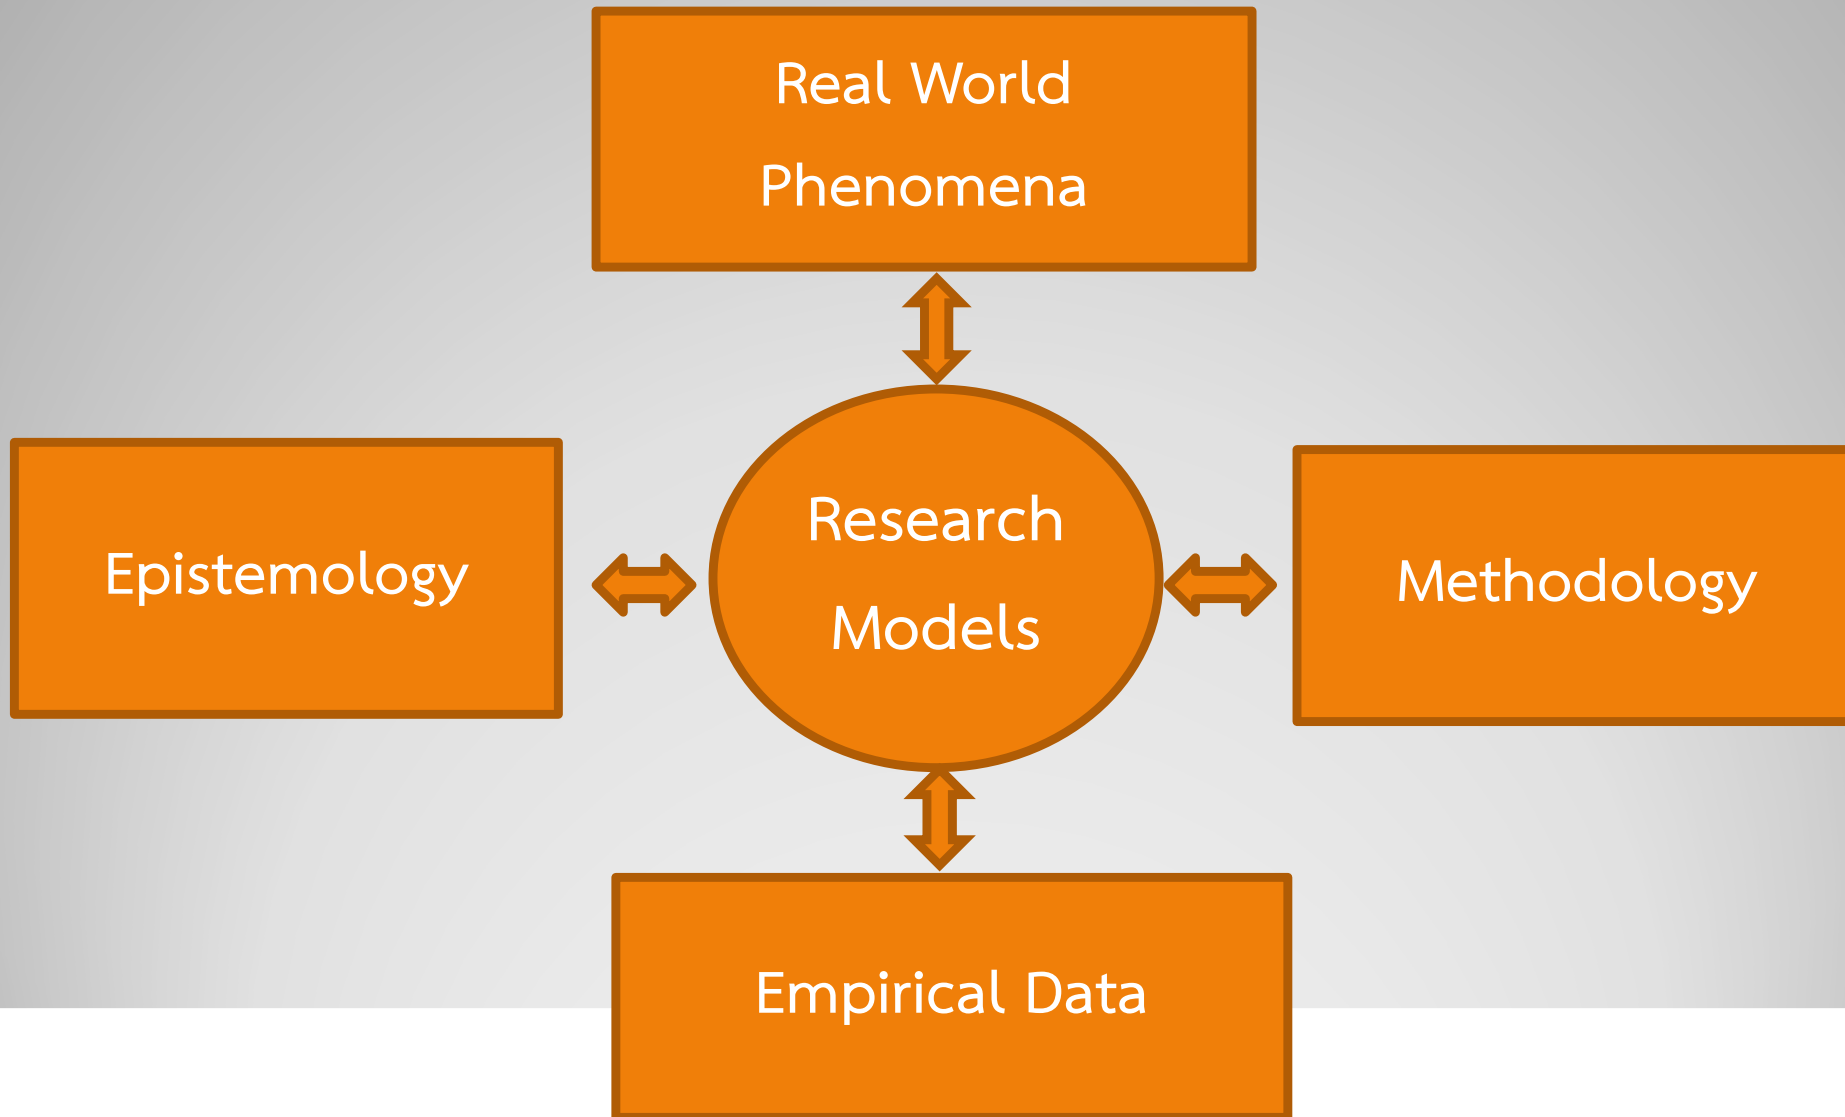 Real World
Phenomena
Epistemology
Research
Models
Methodology
Empirical Data